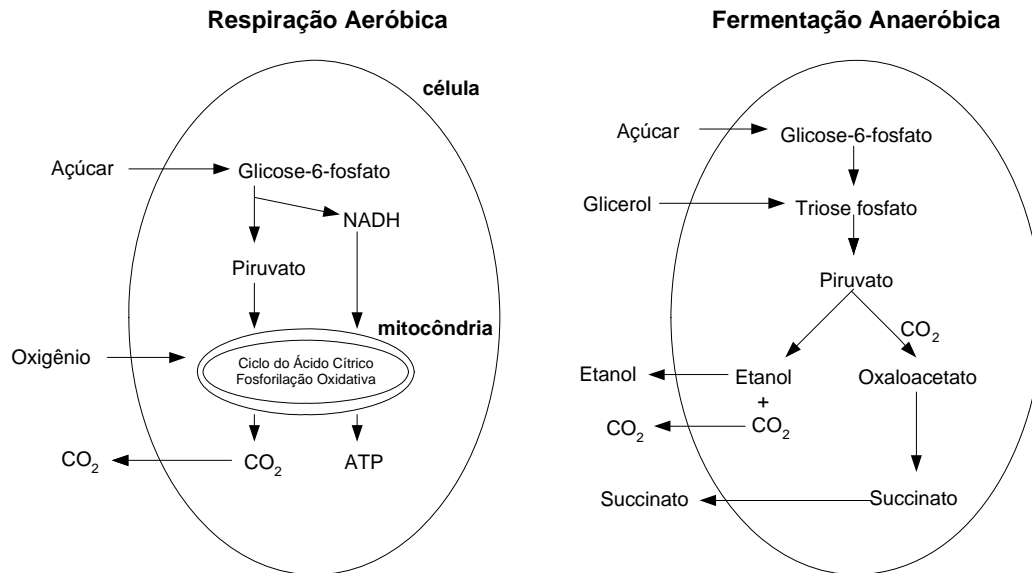 Respiração Aeróbica
célula
Açúcar
Glicose-6-fosfato
NADH
Piruvato
mitocôndria
Oxigênio
Ciclo do Ácido Cítrico
Fosforilação Oxidativa
CO₂
CO₂
ATP
Fermentação Anaeróbica
Açúcar
Glicose-6-fosfato
Glicerol
Triose fosfato
Piruvato
CO₂
Etanol
Etanol
Oxaloacetato
+
CO₂
CO₂
Succinato
Succinato